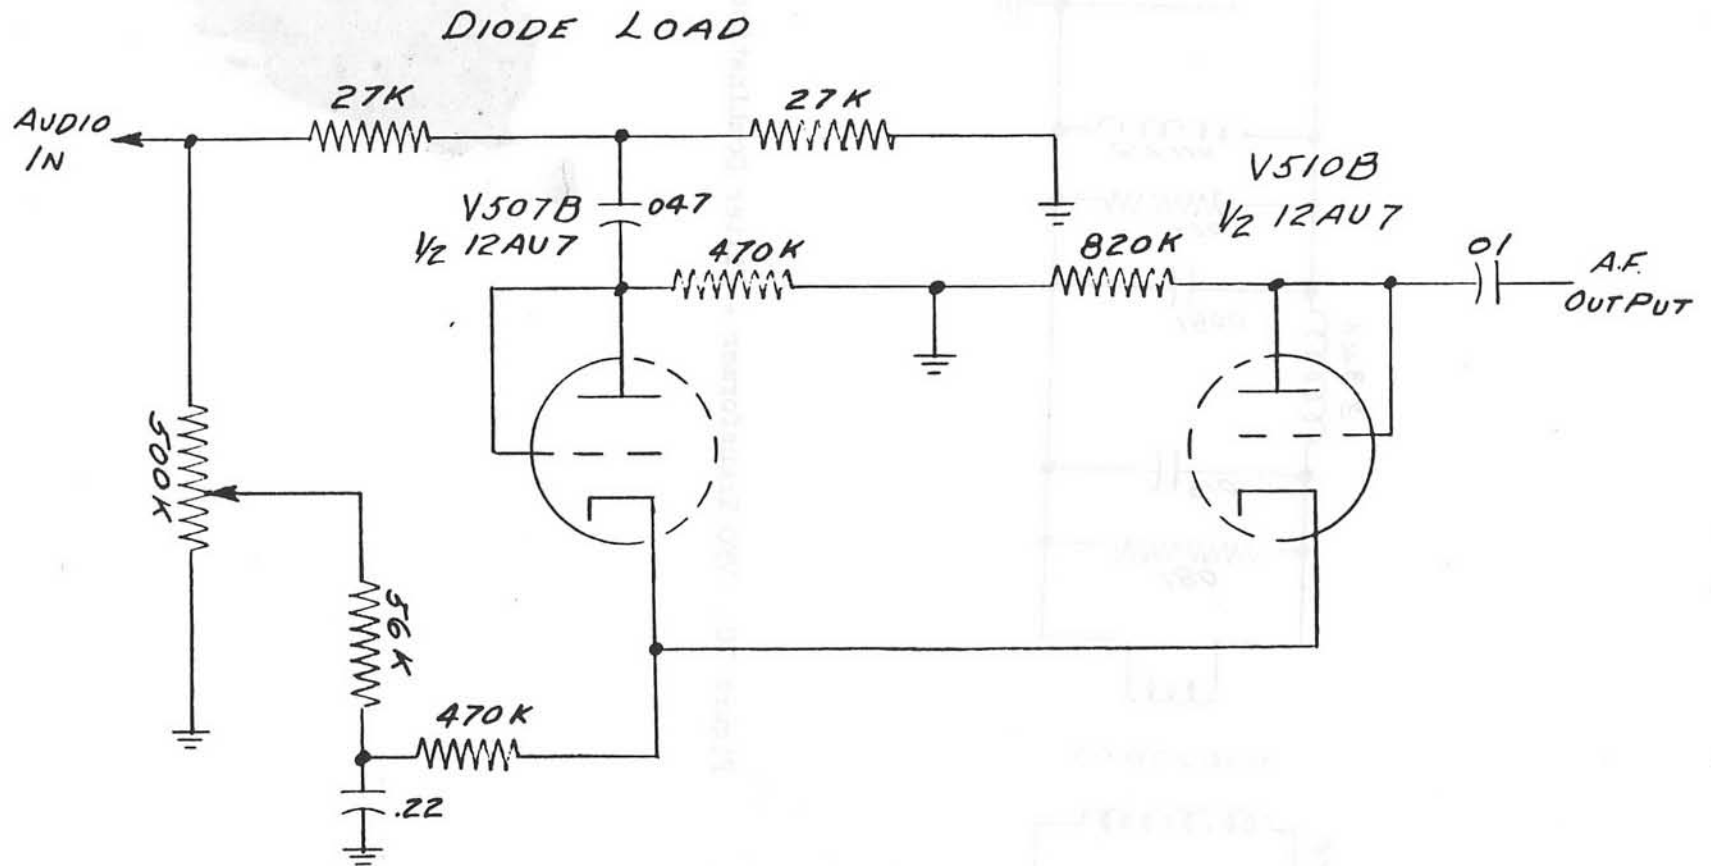 DIODE LOAD
AUDIO
IN
27K
27K
V507B
1/2 12AU7
047
470K
V510B
1/2 12AU7
820K
01
A.F.
OUTPUT
500K
56K
470K
.22